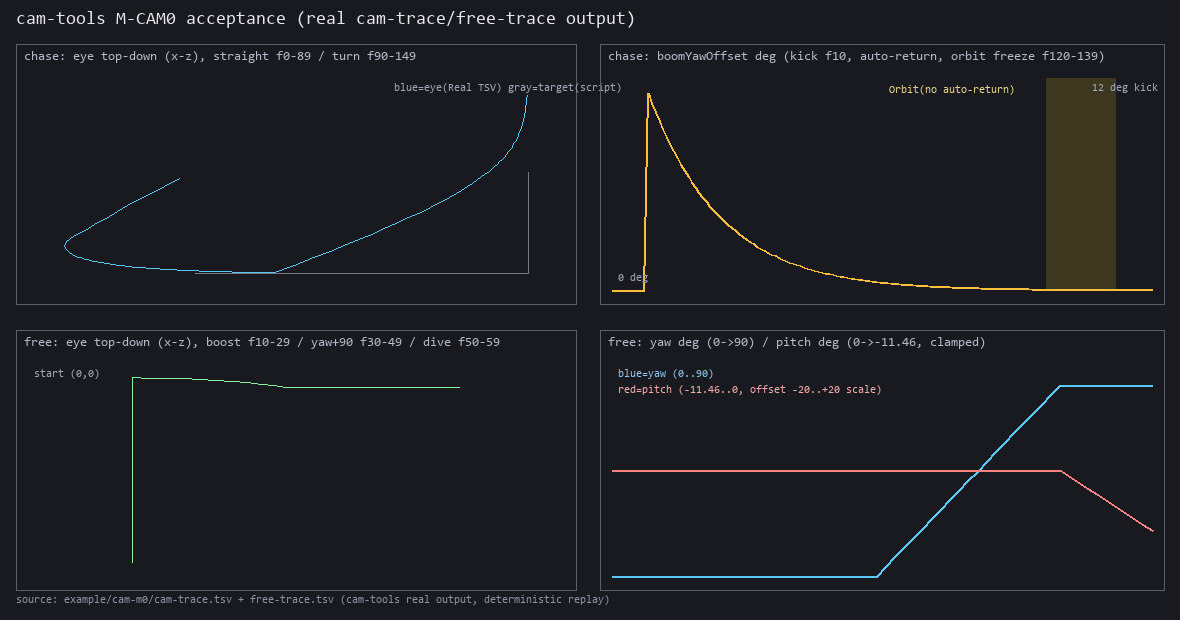 cam-tools M-CAM0 acceptance (real cam-trace/free-trace output)
chase: eye top-down (x-z), straight f0-89 / turn f90-149
blue=eye(Real TSV) gray=target(script)
chase: boomYawOffset deg (kick f10, auto-return, orbit freeze f120-139)
Orbit(no auto-return)
12 deg kick
0 deg
free: eye top-down (x-z), boost f10-29 / yaw+90 f30-49 / dive f50-59
start (0,0)
free: yaw deg (0->90) / pitch deg (0->-11.46, clamped)
blue=yaw (0..90)
red=pitch (-11.46..0, offset -20..+20 scale)
source: example/cam-m0/cam-trace.tsv + free-trace.tsv (cam-tools real output, deterministic replay)